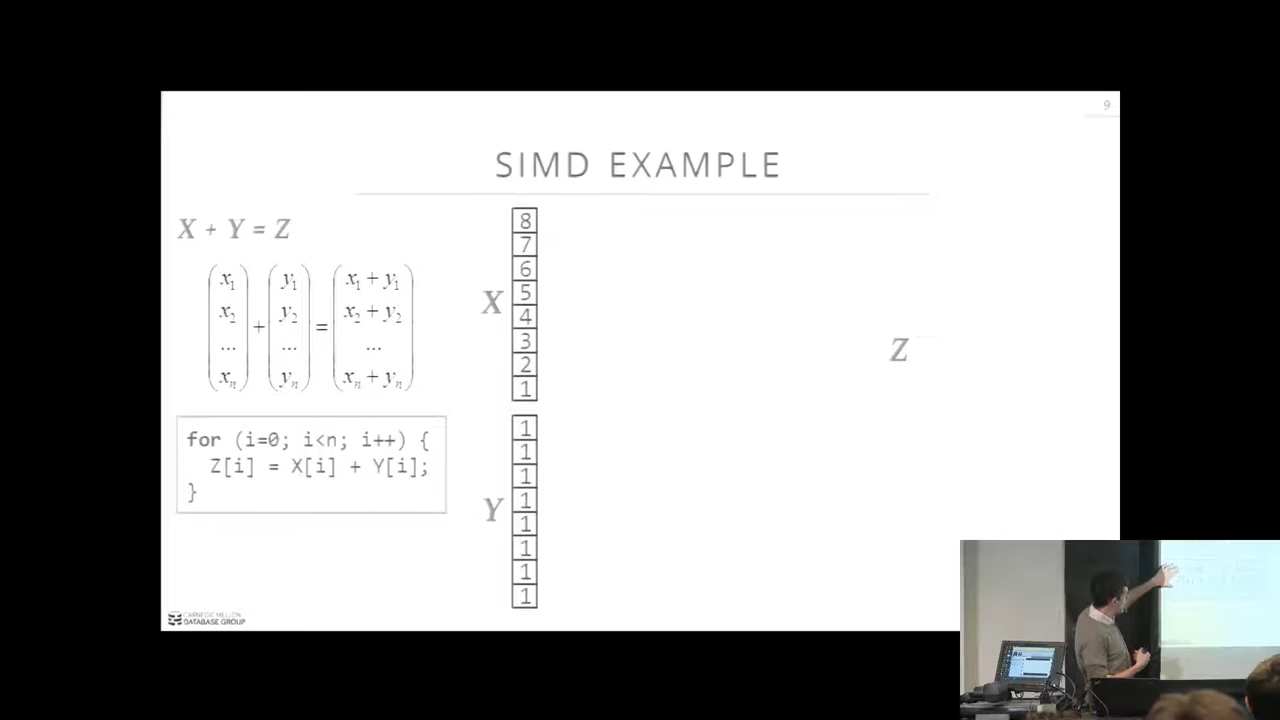 9
SIMD EXAMPLE
X + Y = Z
x1 y1 x1 + y1
x2 y2 x2 + y2
+ =
... ... ...
xn yn xn + yn
for (i=0; i<n; i++) {
Z[i] = X[i] + Y[i];
}
X
8
7
6
5
4
3
2
1
Y
1
1
1
1
1
1
1
1
Z
CARNEGIE MELLON
DATABASE GROUP